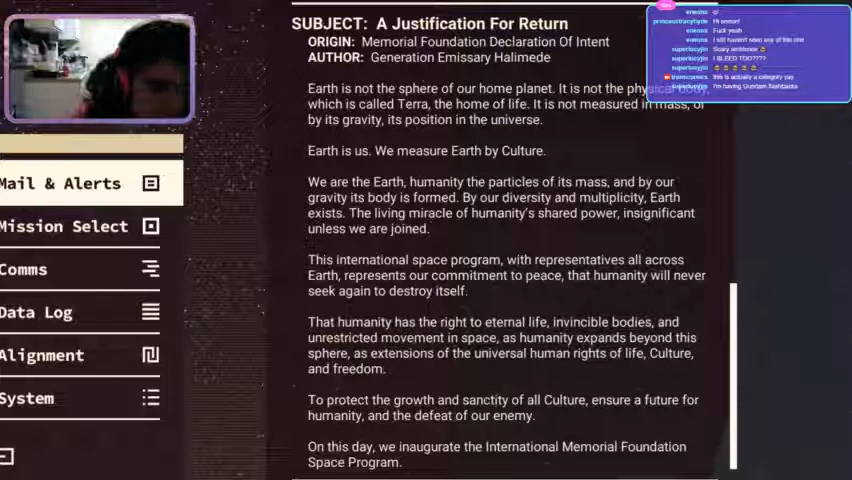 SUBJECT: A Justification For Return
ORIGIN: Memorial Foundation Declaration Of Intent
AUTHOR: Generation Emissary Halimede
Earth is not the sphere of our home planet. It is not the physical body,
which is called Terra, the home of life. It is not measured in mass, or
by its gravity, its position in the universe.
Earth is us. We measure Earth by Culture.
We are the Earth, humanity the particles of its mass, and by our
gravity its body is formed. By our diversity and multiplicity, Earth
exists. The living miracle of humanity's shared power, insignificant
unless we are joined.
This international space program, with representatives all across
Earth, represents our commitment to peace, that humanity will never
seek again to destroy itself.
That humanity has the right to eternal life, invincible bodies, and
unrestricted movement in space, as humanity expands beyond this
sphere, as extensions of the universal human rights of life, Culture,
and freedom.
To protect the growth and sanctity of all Culture, ensure a future for
humanity, and the defeat of our enemy.
On this day, we inaugurate the International Memorial Foundation
Space Program.
Mail & Alerts
Mission Select
Comms
Data Log
Alignment
System
Hi sensei!
Fuck yeah
I still haven't seen any of this one
Scary ambience
I BLEED TOO????
this is actually a category yay
I'm having Gundam flashbacks